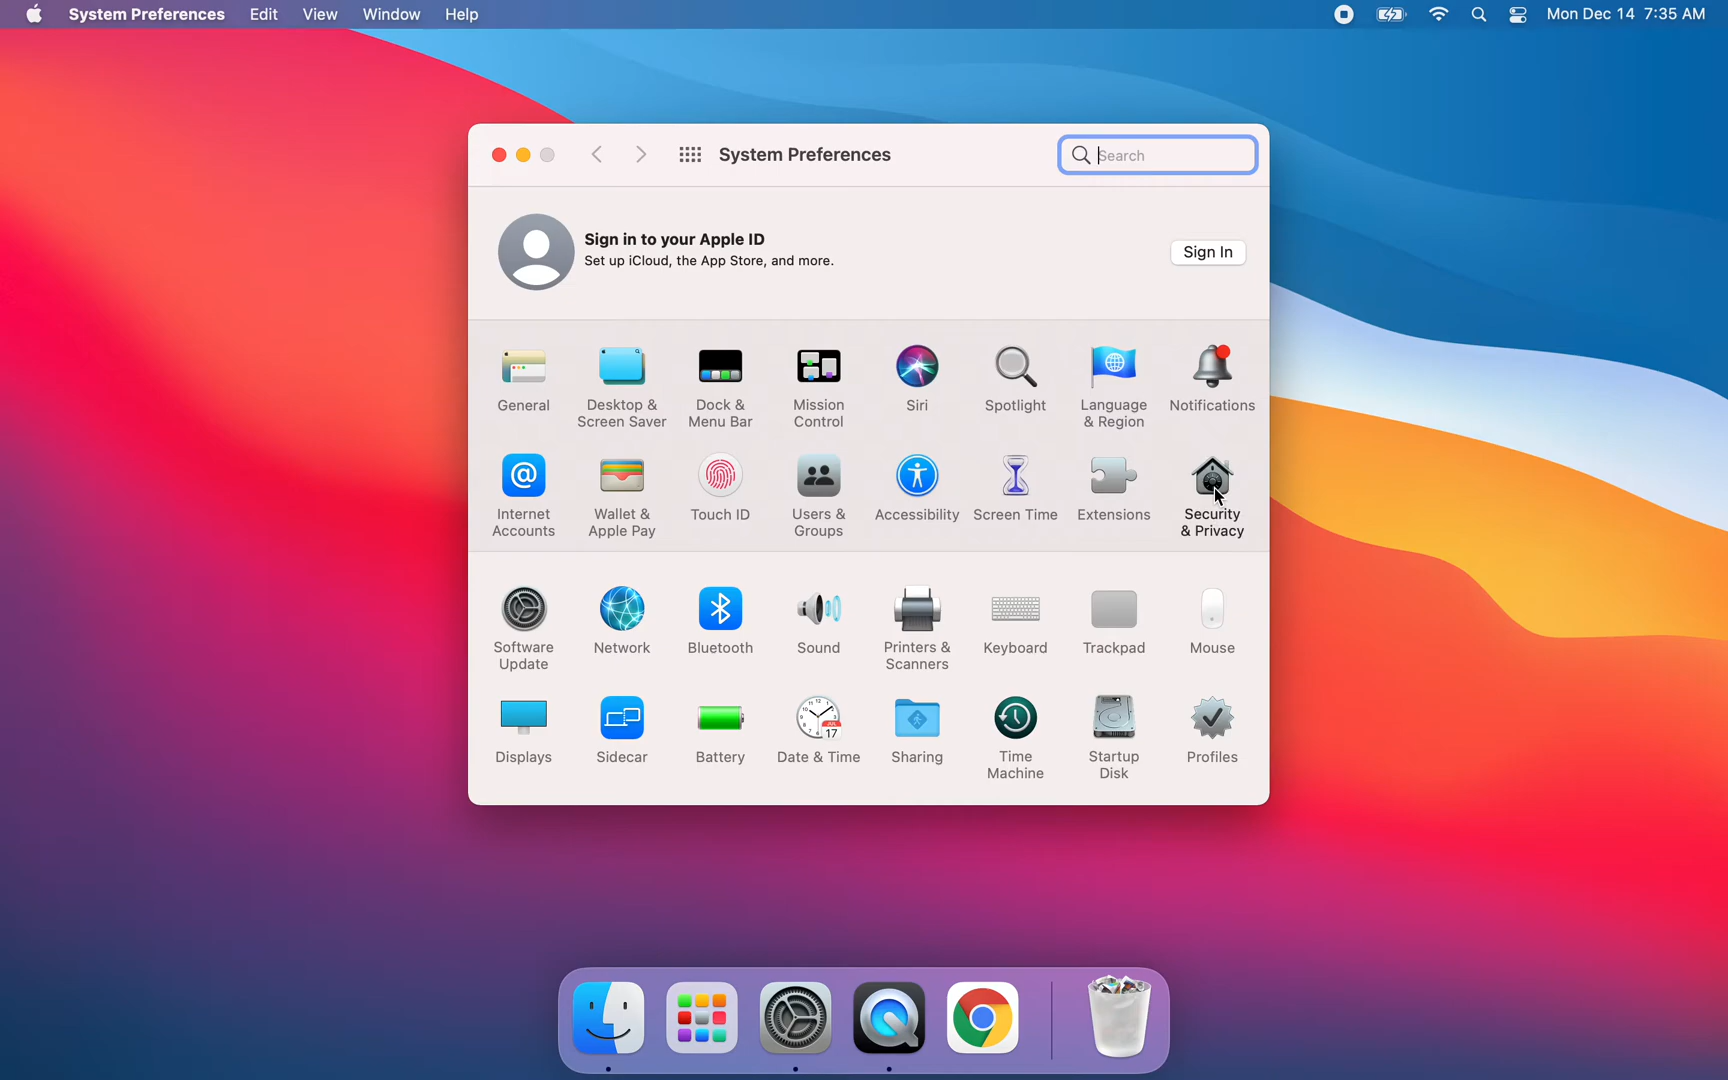 System Preferences Edit View Window Help Mon Dec 14 7:35 AM
System Preferences Search
Sign in to your Apple ID
Set up iCloud, the App Store, and more.
Sign In
General
Desktop &
Screen Saver
Dock &
Menu Bar
Mission
Control
Siri
Spotlight
Language
& Region
Notifications
Internet
Accounts
Wallet &
Apple Pay
Touch ID
Users &
Groups
Accessibility
Screen Time
Extensions
Security
& Privacy
Software
Update
Network
Bluetooth
Sound
Printers &
Scanners
Keyboard
Trackpad
Mouse
Displays
Sidecar
Battery
JUL
17
Date & Time
Sharing
Time
Machine
Startup
Disk
Profiles